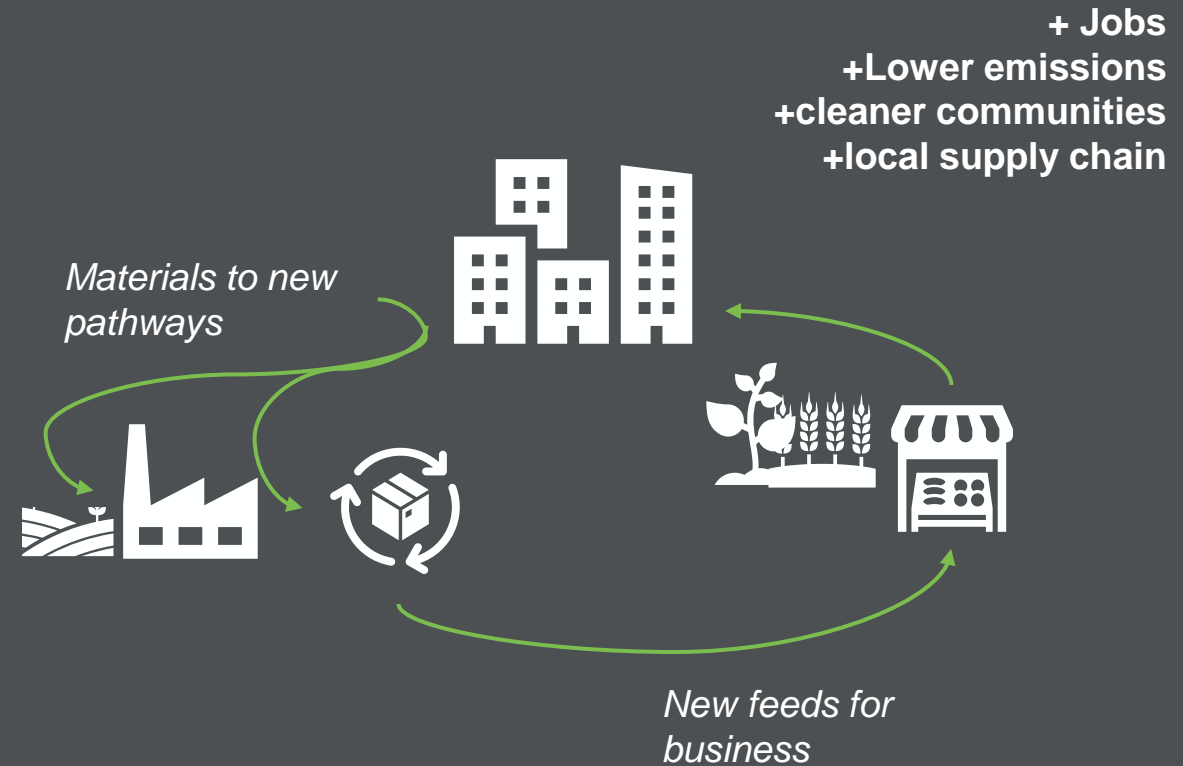 + Jobs
+Lower emissions
+cleaner communities
+local supply chain
Materials to new
pathways
New feeds for
business